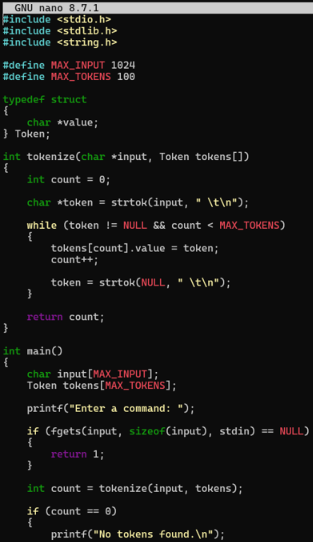 GNU nano 8.7.1
#include <stdio.h>
#include <stdlib.h>
#include <string.h>
#define MAX_INPUT 1024
#define MAX_TOKENS 100
typedef struct
{
    char *value;
} Token;
int tokenize(char *input, Token tokens[])
{
    int count = 0;
    char *token = strtok(input, " \t\n");
    while (token != NULL && count < MAX_TOKENS)
    {
        tokens[count].value = token;
        count++;
        token = strtok(NULL, " \t\n");
    }
    return count;
}
int main()
{
    char input[MAX_INPUT];
    Token tokens[MAX_TOKENS];
    printf("Enter a command: ");
    if (fgets(input, sizeof(input), stdin) == NULL)
    {
        return 1;
    }
    int count = tokenize(input, tokens);
    if (count == 0)
    {
        printf("No tokens found.\n");